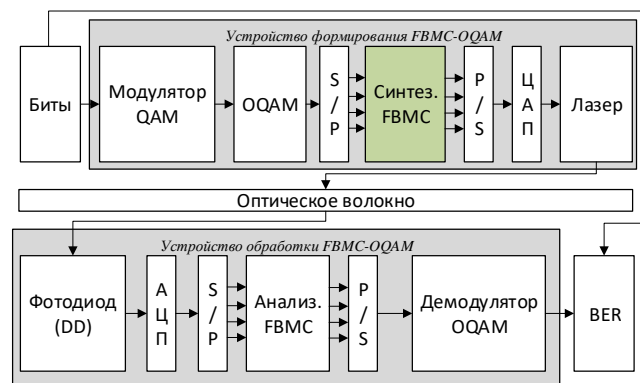 Устройство формирования FBMC-OQAM
Биты
Модулятор
QAM
OQAM
S
/
P
Синтез.
FBMC
P
/
S
Ц
А
П
Лазер
Оптическое волокно
Устройство обработки FBMC-OQAM
Фотодиод
(DD)
А
Ц
П
S
/
P
Анализ.
FBMC
P
/
S
Демодулятор
OQAM
BER